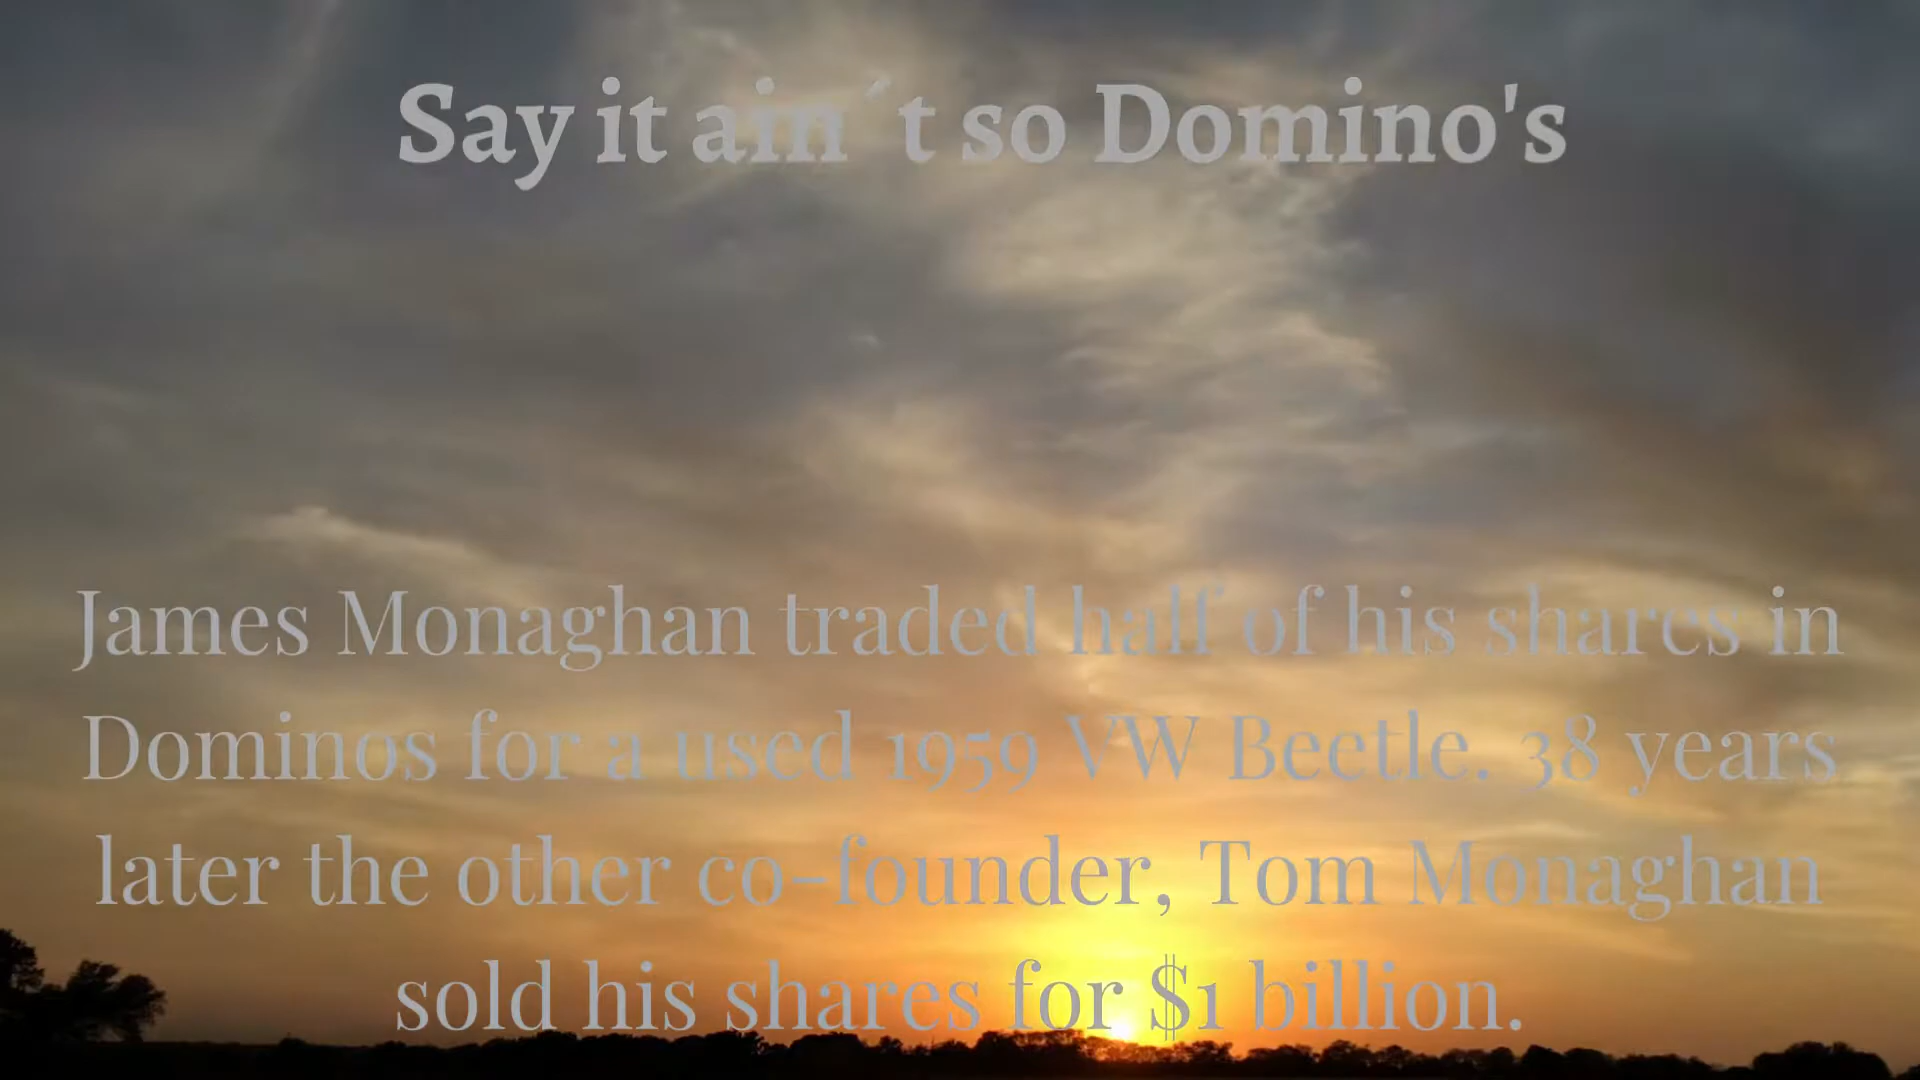 Say it ain´t so Domino's
James Monaghan traded half of his shares in
Dominos for a used 1959 VW Beetle. 38 years
later the other co-founder, Tom Monaghan
sold his shares for $1 billion.